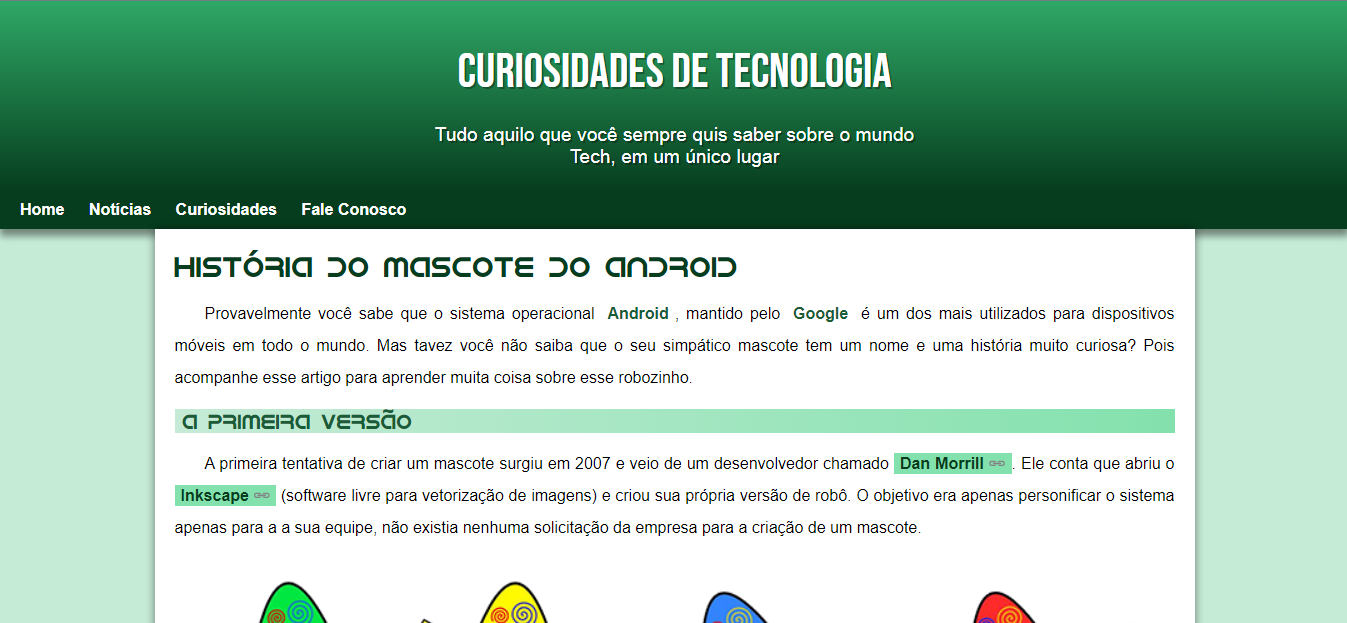 CURIOSIDADES DE TECNOLOGIA
Tudo aquilo que você sempre quis saber sobre o mundo
Tech, em um único lugar
Home Notícias Curiosidades Fale Conosco
HISTÓRIA DO MASCOTE DO ANDROID
Provavelmente você sabe que o sistema operacional Android , mantido pelo Google é um dos mais utilizados para dispositivos
móveis em todo o mundo. Mas tavez você não saiba que o seu simpático mascote tem um nome e uma história muito curiosa? Pois
acompanhe esse artigo para aprender muita coisa sobre esse robozinho.
A PRIMEIRA VERSÃO
A primeira tentativa de criar um mascote surgiu em 2007 e veio de um desenvolvedor chamado Dan Morrill . Ele conta que abriu o
Inkscape (software livre para vetorização de imagens) e criou sua própria versão de robô. O objetivo era apenas personificar o sistema
apenas para a a sua equipe, não existia nenhuma solicitação da empresa para a criação de um mascote.